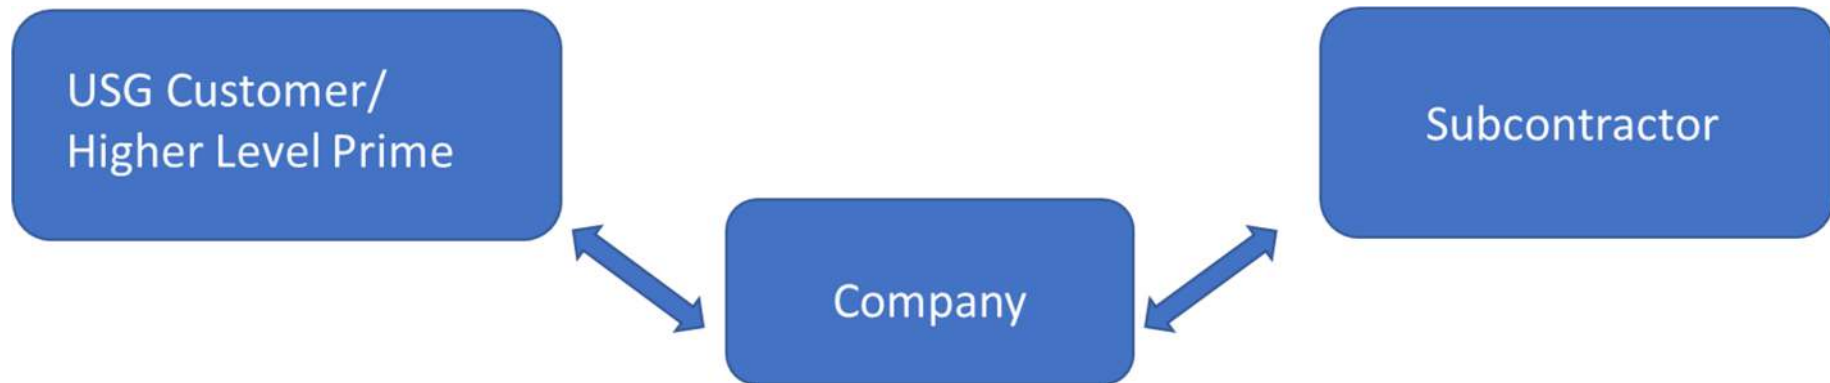 USG Customer/
Higher Level Prime
Subcontractor
Company